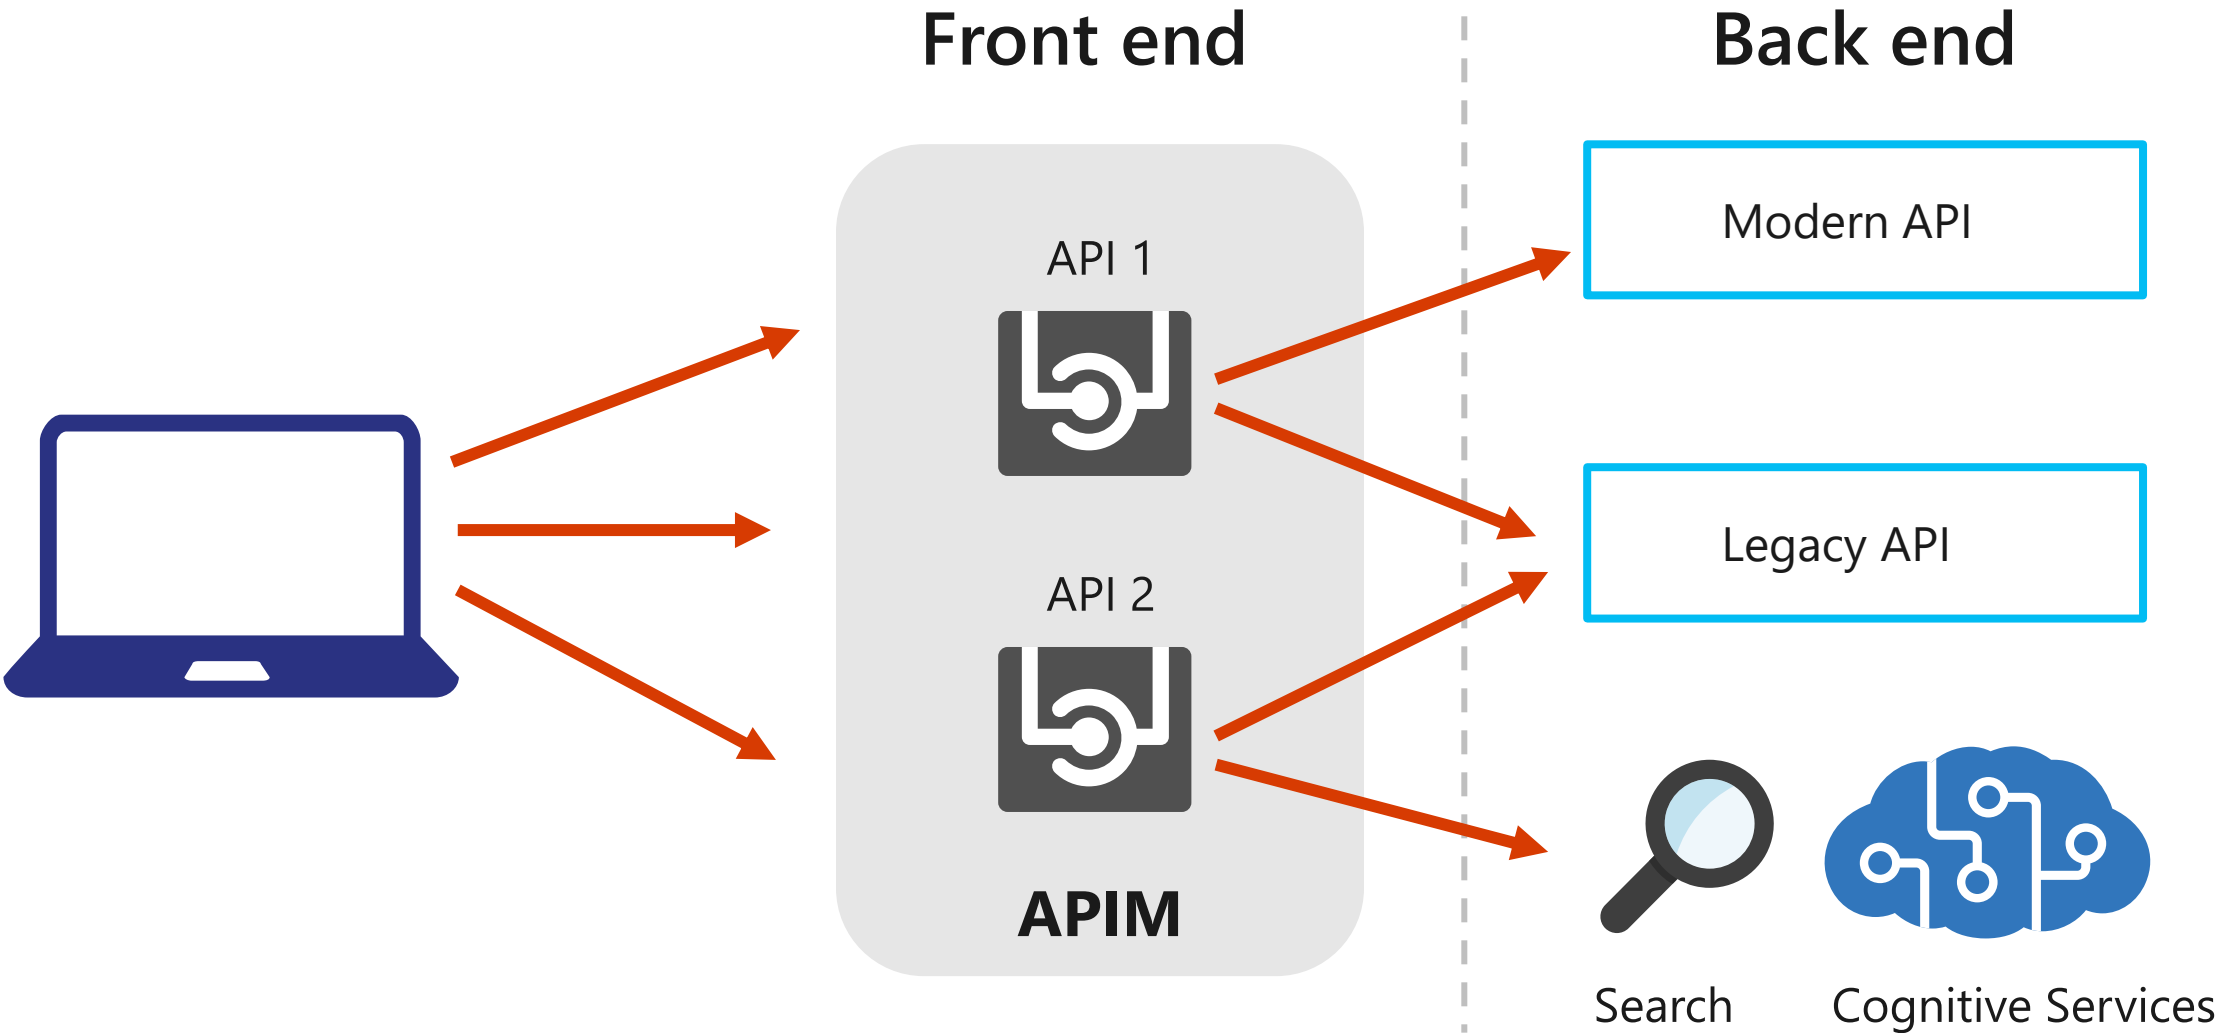 Front end
Back end
API 1
Modern API
Legacy API
API 2
APIM
Search
Cognitive Services